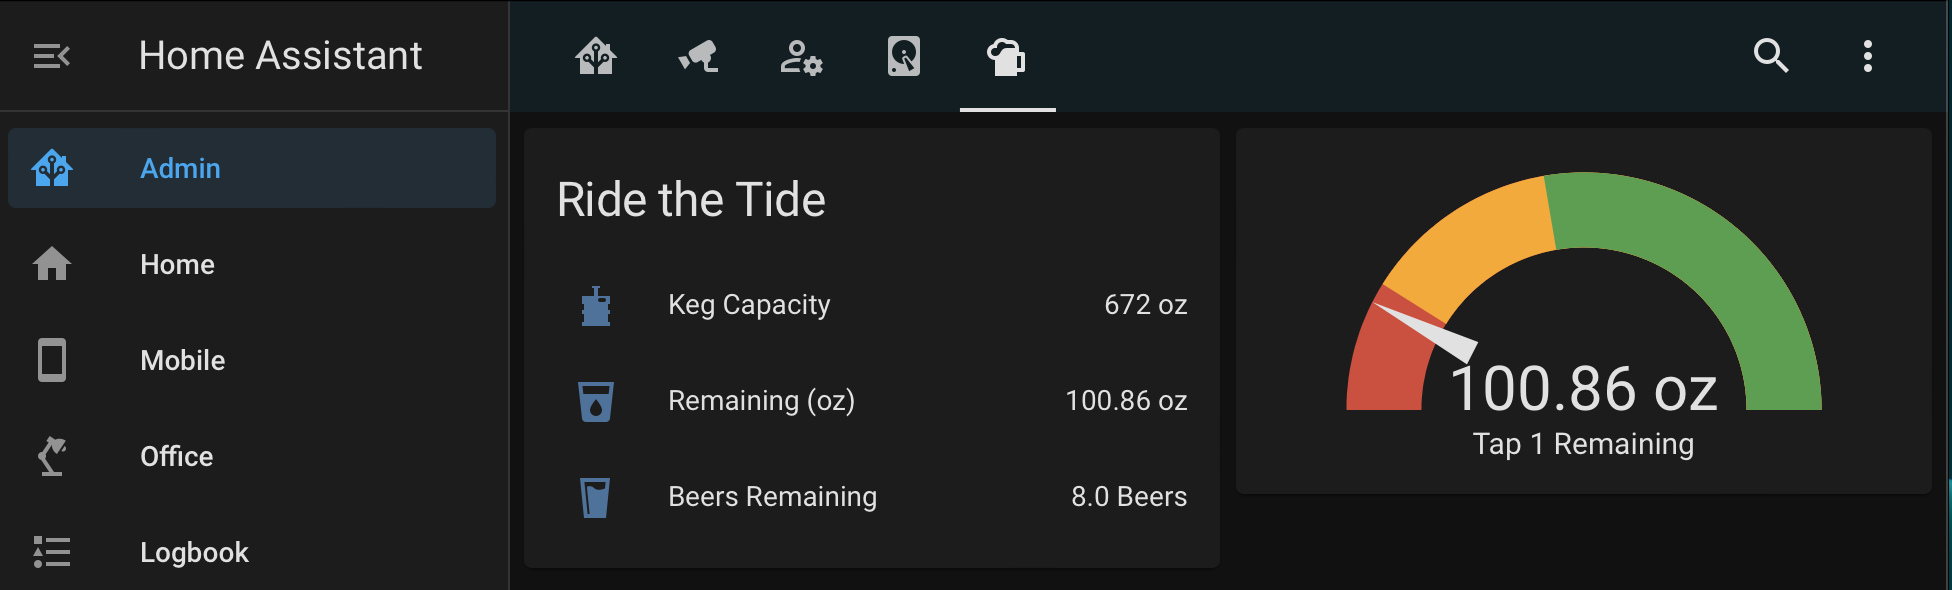 Home Assistant
Admin
Home
Mobile
Office
Logbook
Ride the Tide
Keg Capacity 672 oz
Remaining (oz) 100.86 oz
Beers Remaining 8.0 Beers
100.86 oz
Tap 1 Remaining